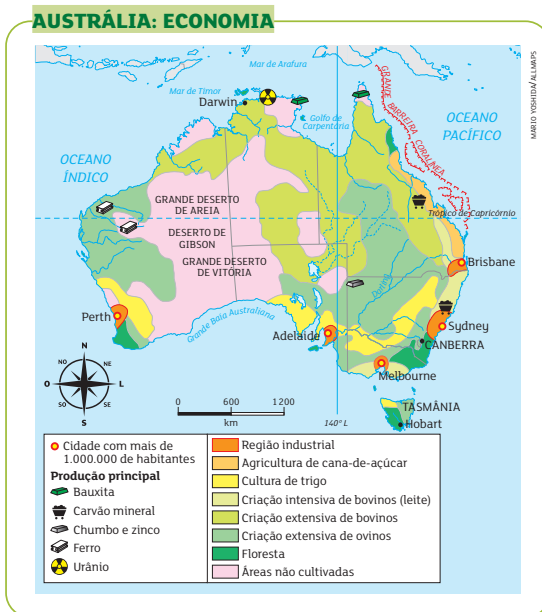 AUSTRÁLIA: ECONOMIA
MARIO YOSHIDA/ALLMAPS
Mar de Arafura
Mar de Timor
Darwin
Golfo de
Carpentária
GRANDE BARREIRA CORALÍNEA
OCEANO
PACÍFICO
OCEANO
ÍNDICO
GRANDE DESERTO
DE AREIA
Trópico de Capricórnio
DESERTO DE
GIBSON
GRANDE DESERTO
DE VITÓRIA
Brisbane
Darling
Perth
Grande Baía Australiana
Adelaide
Sydney
CANBERRA
Melbourne
N
NO
NE
O
L
SO
SE
S
0 600 1 200
km
140° L
TASMÂNIA
Hobart
Cidade com mais de
1.000.000 de habitantes
Produção principal
Bauxita
Carvão mineral
Chumbo e zinco
Ferro
Urânio
Região industrial
Agricultura de cana-de-açúcar
Cultura de trigo
Criação intensiva de bovinos (leite)
Criação extensiva de bovinos
Criação extensiva de ovinos
Floresta
Áreas não cultivadas